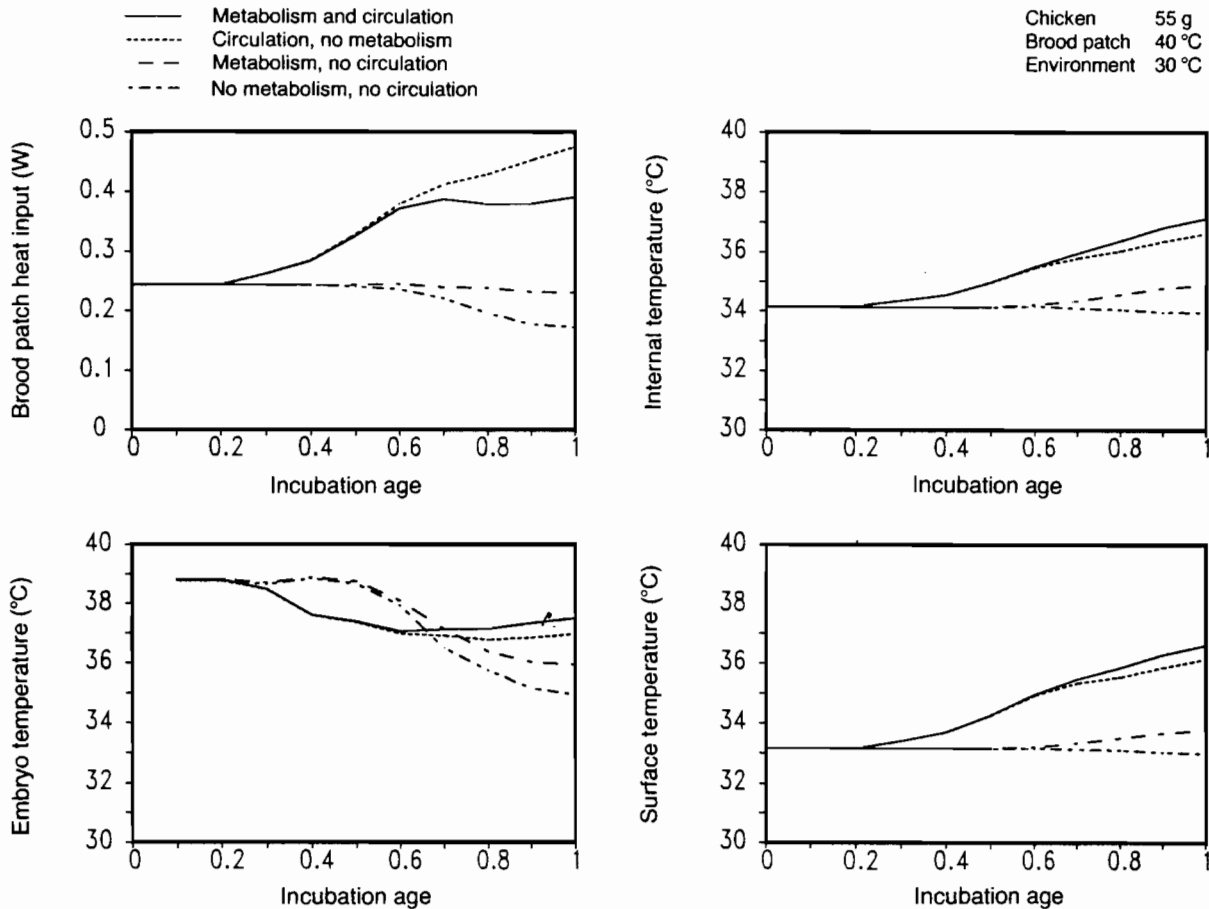 Metabolism and circulation
Circulation, no metabolism
Metabolism, no circulation
No metabolism, no circulation
Chicken 55 g
Brood patch 40 °C
Environment 30 °C
Brood patch heat input (W)
0.5
0.4
0.3
0.2
0.1
0
0 0.2 0.4 0.6 0.8 1
Incubation age
Internal temperature (°C)
40
38
36
34
32
30
0 0.2 0.4 0.6 0.8 1
Incubation age
Embryo temperature (°C)
40
38
36
34
32
30
0 0.2 0.4 0.6 0.8 1
Incubation age
Surface temperature (°C)
40
38
36
34
32
30
0 0.2 0.4 0.6 0.8 1
Incubation age